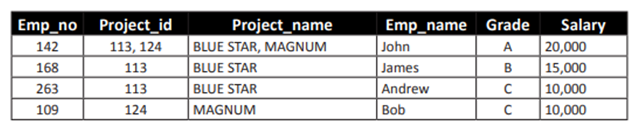 Emp_no Project_id Project_name Emp_name Grade Salary
142 113, 124 BLUE STAR, MAGNUM John A 20,000
168 113 BLUE STAR James B 15,000
263 113 BLUE STAR Andrew C 10,000
109 124 MAGNUM Bob C 10,000